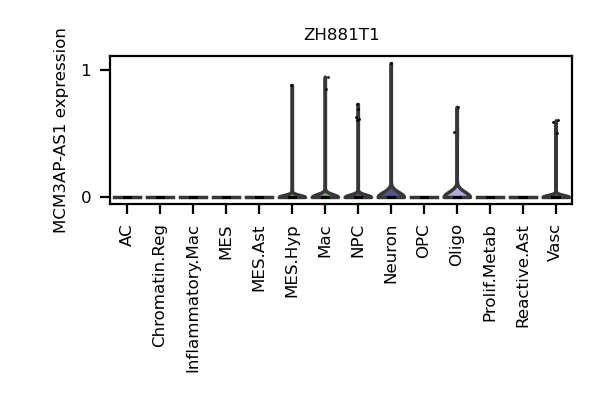 ZH881T1
MCM3AP-AS1 expression
1
0
AC
Chromatin.Reg
Inflammatory.Mac
MES
MES.Ast
MES.Hyp
Mac
NPC
Neuron
OPC
Oligo
Prolif.Metab
Reactive.Ast
Vasc